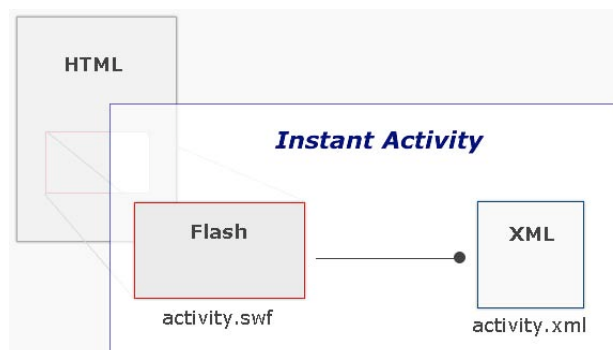 HTML
Instant Activity
Flash
XML
activity.swf
activity.xml